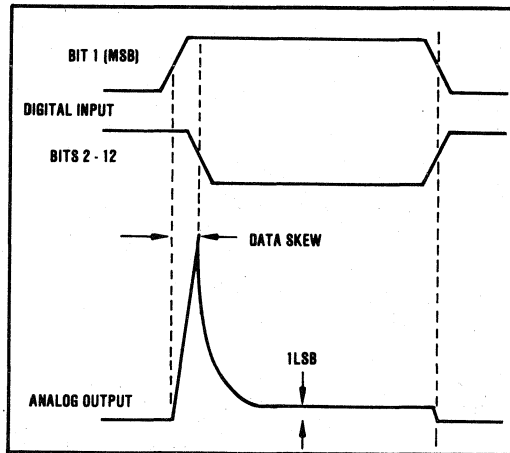 BIT 1 (MSB)
DIGITAL INPUT
BITS 2 - 12
DATA SKEW
1LSB
ANALOG OUTPUT